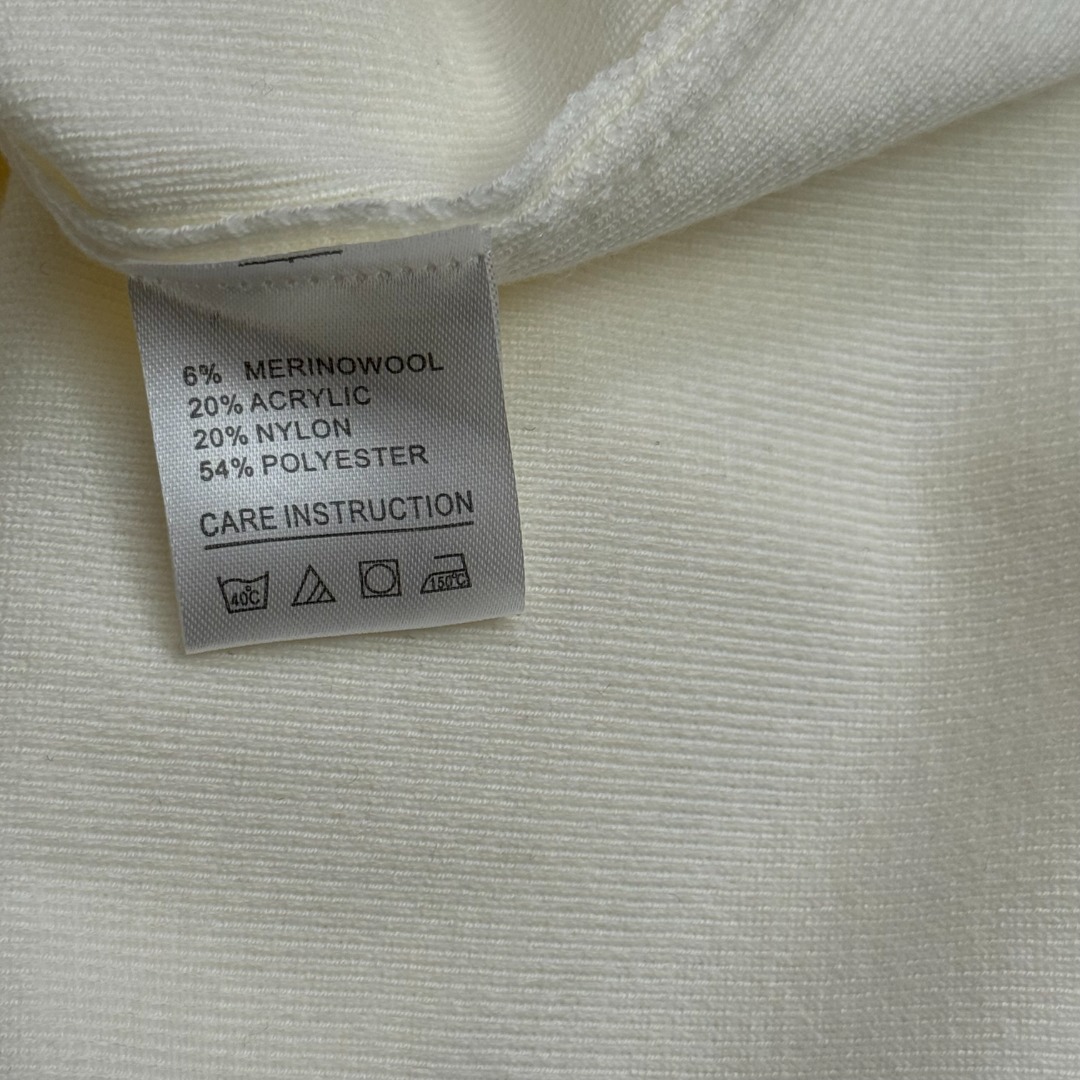 6% MERINOWOOL
20% ACRYLIC
20% NYLON
54% POLYESTER
CARE INSTRUCTION
40°C 150°C